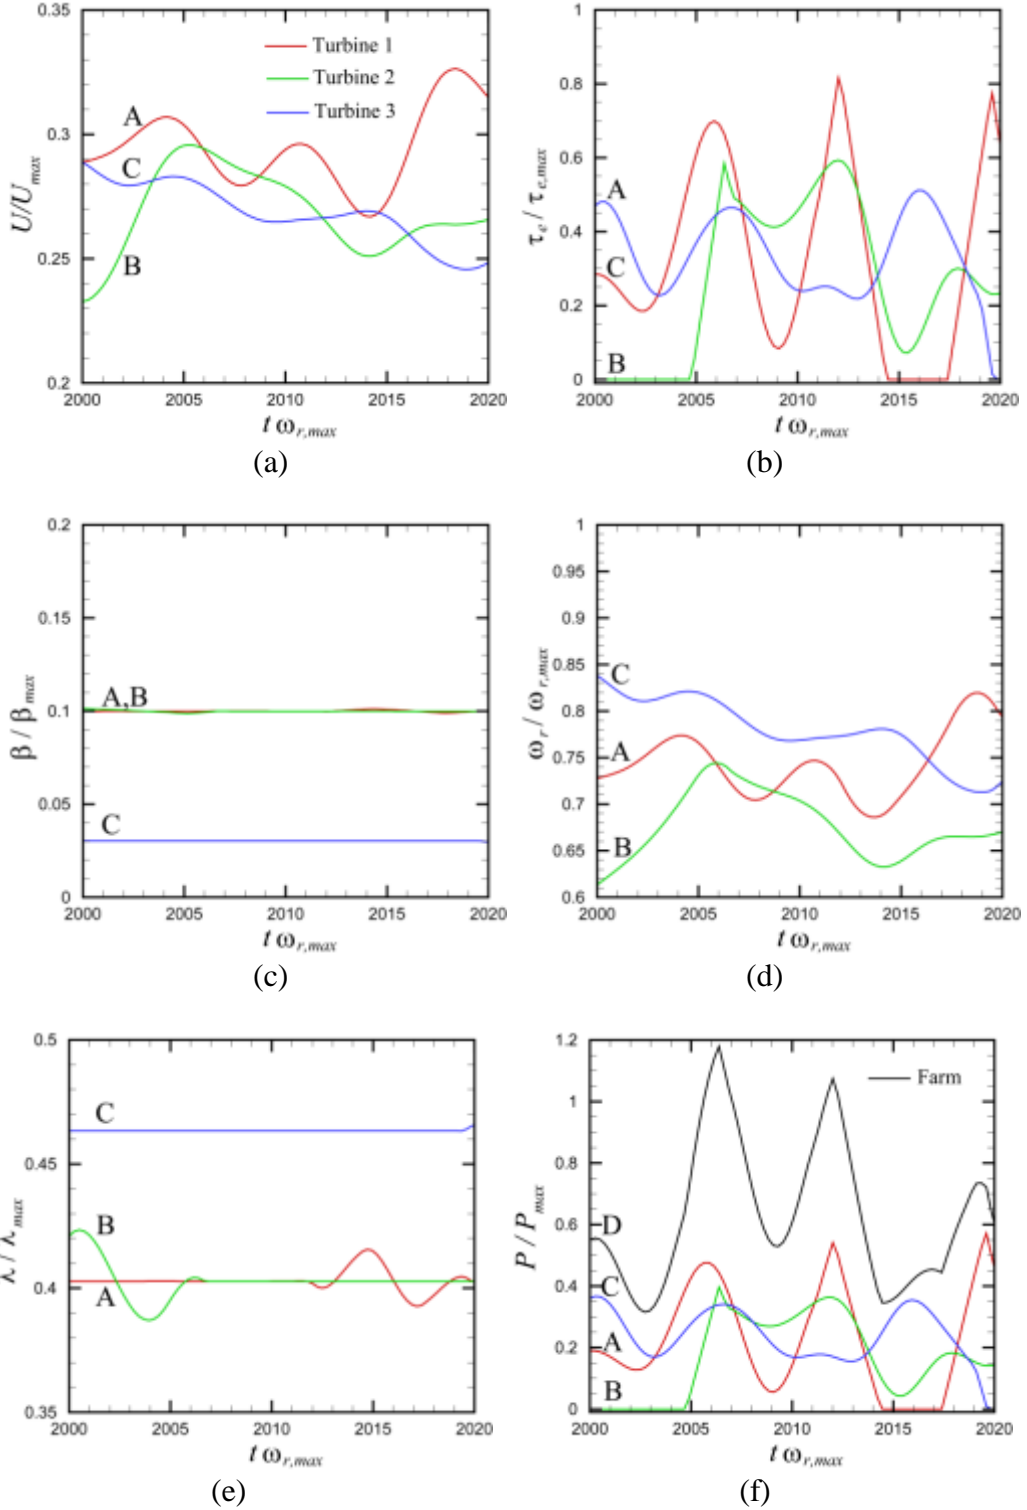 0.35
0.3
0.25
0.2
U/U_max
A
C
B
Turbine 1
Turbine 2
Turbine 3
2000 2005 2010 2015 2020
t ω_r,max
(a)
1
0.8
0.6
0.4
0.2
0
τ_e / τ_e,max
A
C
B
2000 2005 2010 2015 2020
t ω_r,max
(b)
0.2
0.15
0.1
0.05
0
β / β_max
A,B
C
2000 2005 2010 2015 2020
t ω_r,max
(c)
1
0.95
0.9
0.85
0.8
0.75
0.7
0.65
0.6
ω_r / ω_r,max
C
A
B
2000 2005 2010 2015 2020
t ω_r,max
(d)
0.5
0.45
0.4
0.35
λ / λ_max
C
B
A
2000 2005 2010 2015 2020
t ω_r,max
(e)
1.2
1
0.8
0.6
0.4
0.2
0
P / P_max
Farm
D
C
A
B
2000 2005 2010 2015 2020
t ω_r,max
(f)